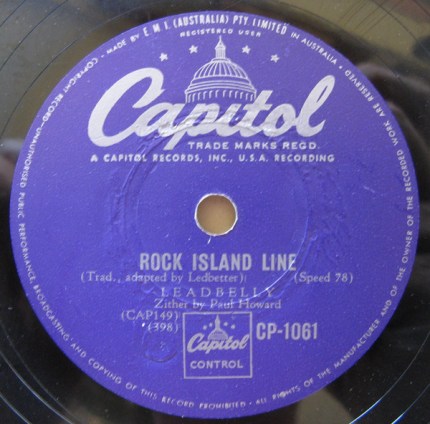 MADE BY E.M.I. (AUSTRALIA) PTY. LIMITED IN AUSTRALIA •
REGISTERED USER
Capitol
TRADE MARKS REGD.
A CAPITOL RECORDS, INC., U.S.A. RECORDING
ROCK ISLAND LINE
(Trad., adapted by Ledbetter): (Speed 78)
LEADBELLY
Zither by Paul Howard
(CAP149)
(398)
Capitol
CONTROL
CP-1061
COPYRIGHT RECORD—UNAUTHORISED PUBLIC PERFORMANCE, BROADCASTING AND COPYING OF THIS RECORD PROHIBITED • ALL RIGHTS OF THE MANUFACTURER AND OF THE OWNER OF THE RECORDED WORK ARE RESERVED •